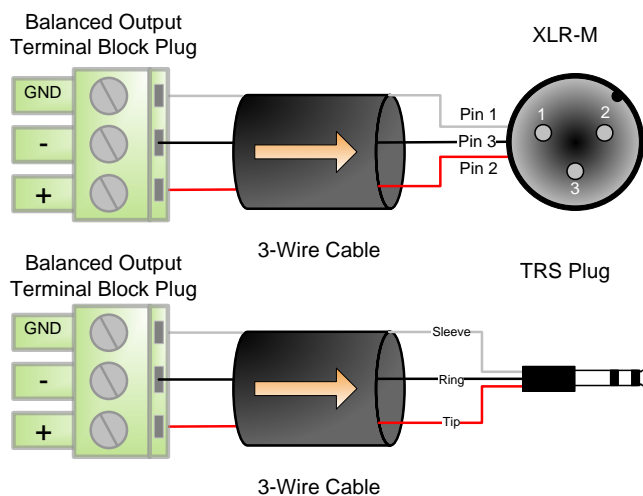 Balanced Output
Terminal Block Plug
XLR-M
GND
-
+
Pin 1
Pin 3
Pin 2
1
2
3
3-Wire Cable
Balanced Output
Terminal Block Plug
TRS Plug
GND
-
+
Sleeve
Ring
Tip
3-Wire Cable